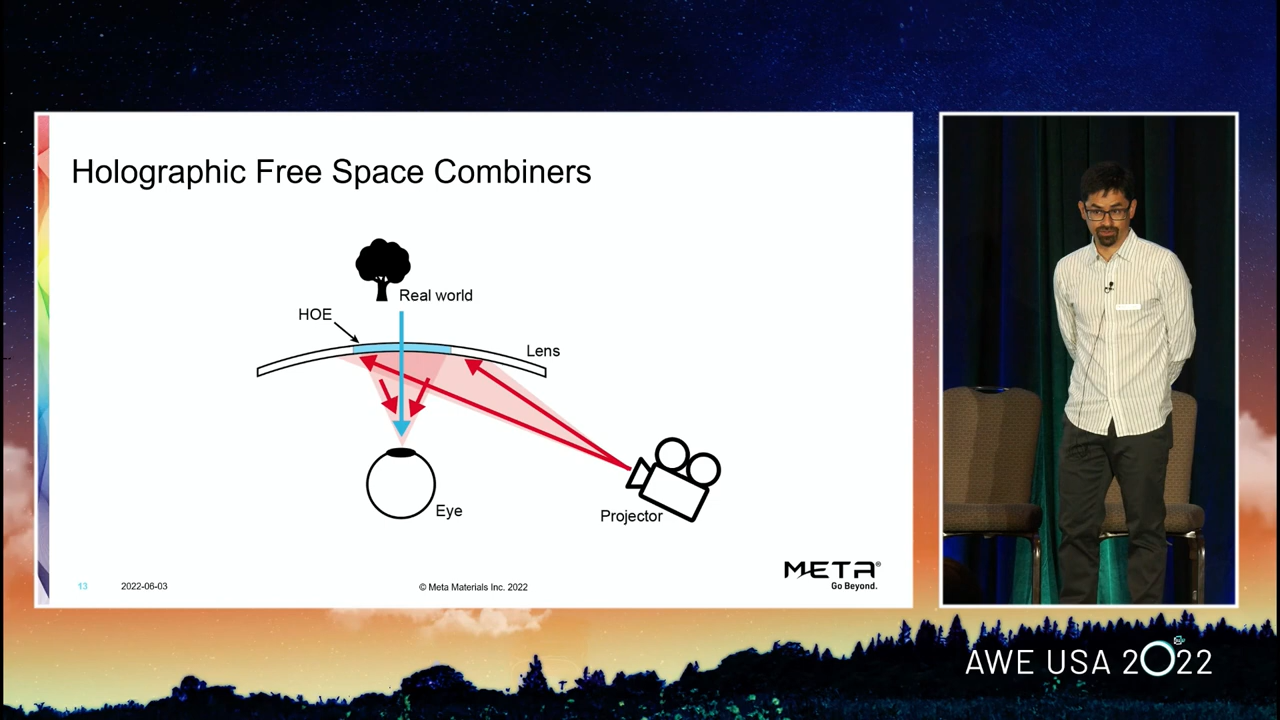 Holographic Free Space Combiners
Real world
HOE
Lens
Eye
Projector
META®
Go Beyond.
13
2022-06-03
© Meta Materials Inc. 2022
AWE USA 2022